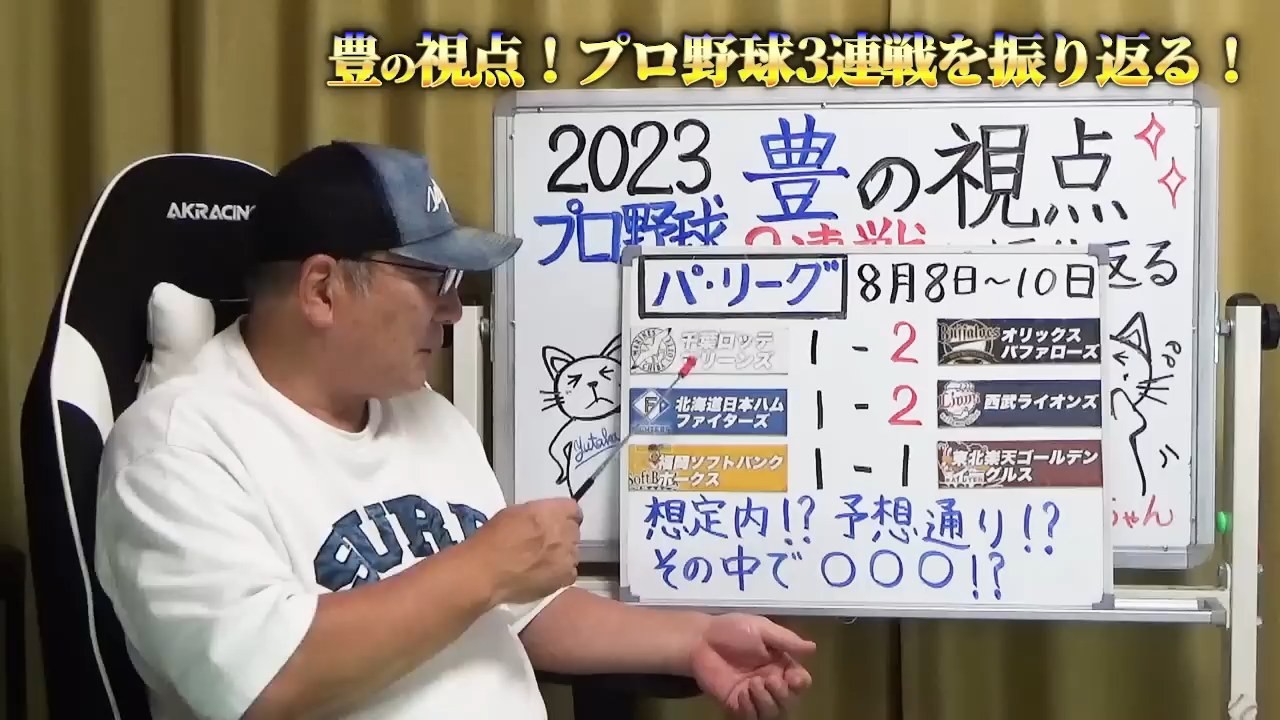 豊の視点！プロ野球3連戦を振り返る！
2023 豊の視点
プロ野球
返る
パ・リーグ 8月8日～10日
千葉ロッテ
マリーンズ
1 - 2
Buffaloes
オリックス
バファローズ
北海道日本ハム
ファイターズ
1 - 2
Lions
西武ライオンズ
福岡ソフトバンク
ホークス
1 - 1
東北楽天ゴールデン
イーグルス
想定内!? 予想通り!?
その中で〇〇〇!?
yutaka
ちゃん
AKRACING